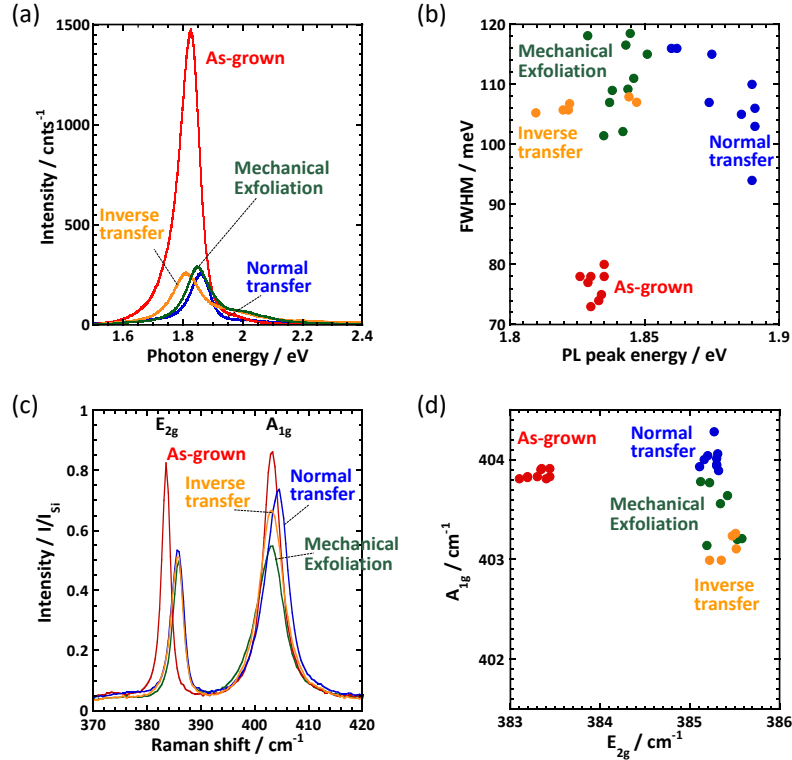 (a)
1500
1000
500
0
Intensity / cnts-1
As-grown
Mechanical
Exfoliation
Inverse
transfer
Normal
transfer
1.6
1.8
2
2.2
2.4
Photon energy / eV
(b)
120
110
100
90
80
70
FWHM / meV
Mechanical
Exfoliation
Inverse
transfer
Normal
transfer
As-grown
1.8
1.85
1.9
PL peak energy / eV
(c)
1
0.8
0.6
0.4
0.2
0
Intensity / I/ISi
E2g
A1g
As-grown
Inverse
transfer
Normal
transfer
Mechanical
Exfoliation
370
380
390
400
410
420
Raman shift / cm-1
(d)
404
403
402
A1g / cm-1
As-grown
Normal
transfer
Mechanical
Exfoliation
Inverse
transfer
383
384
385
386
E2g / cm-1